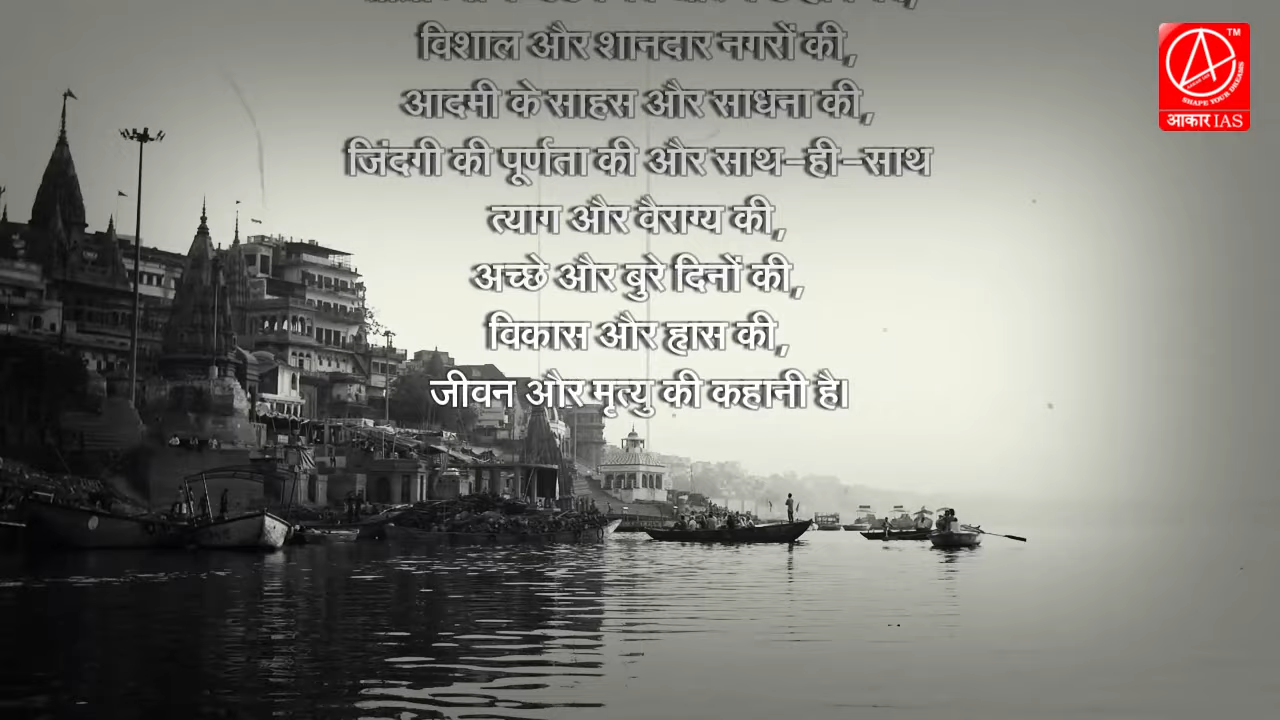 विशाल और शानदार नगरों की,
आदमी के साहस और साधना की,
जिंदगी की पूर्णता की और साथ-ही-साथ
त्याग और वैराग्य की,
अच्छे और बुरे दिनों की,
विकास और ह्रास की,
जीवन और मृत्यु की कहानी है।
TM
SHAPE YOUR DREAMS
आकार IAS